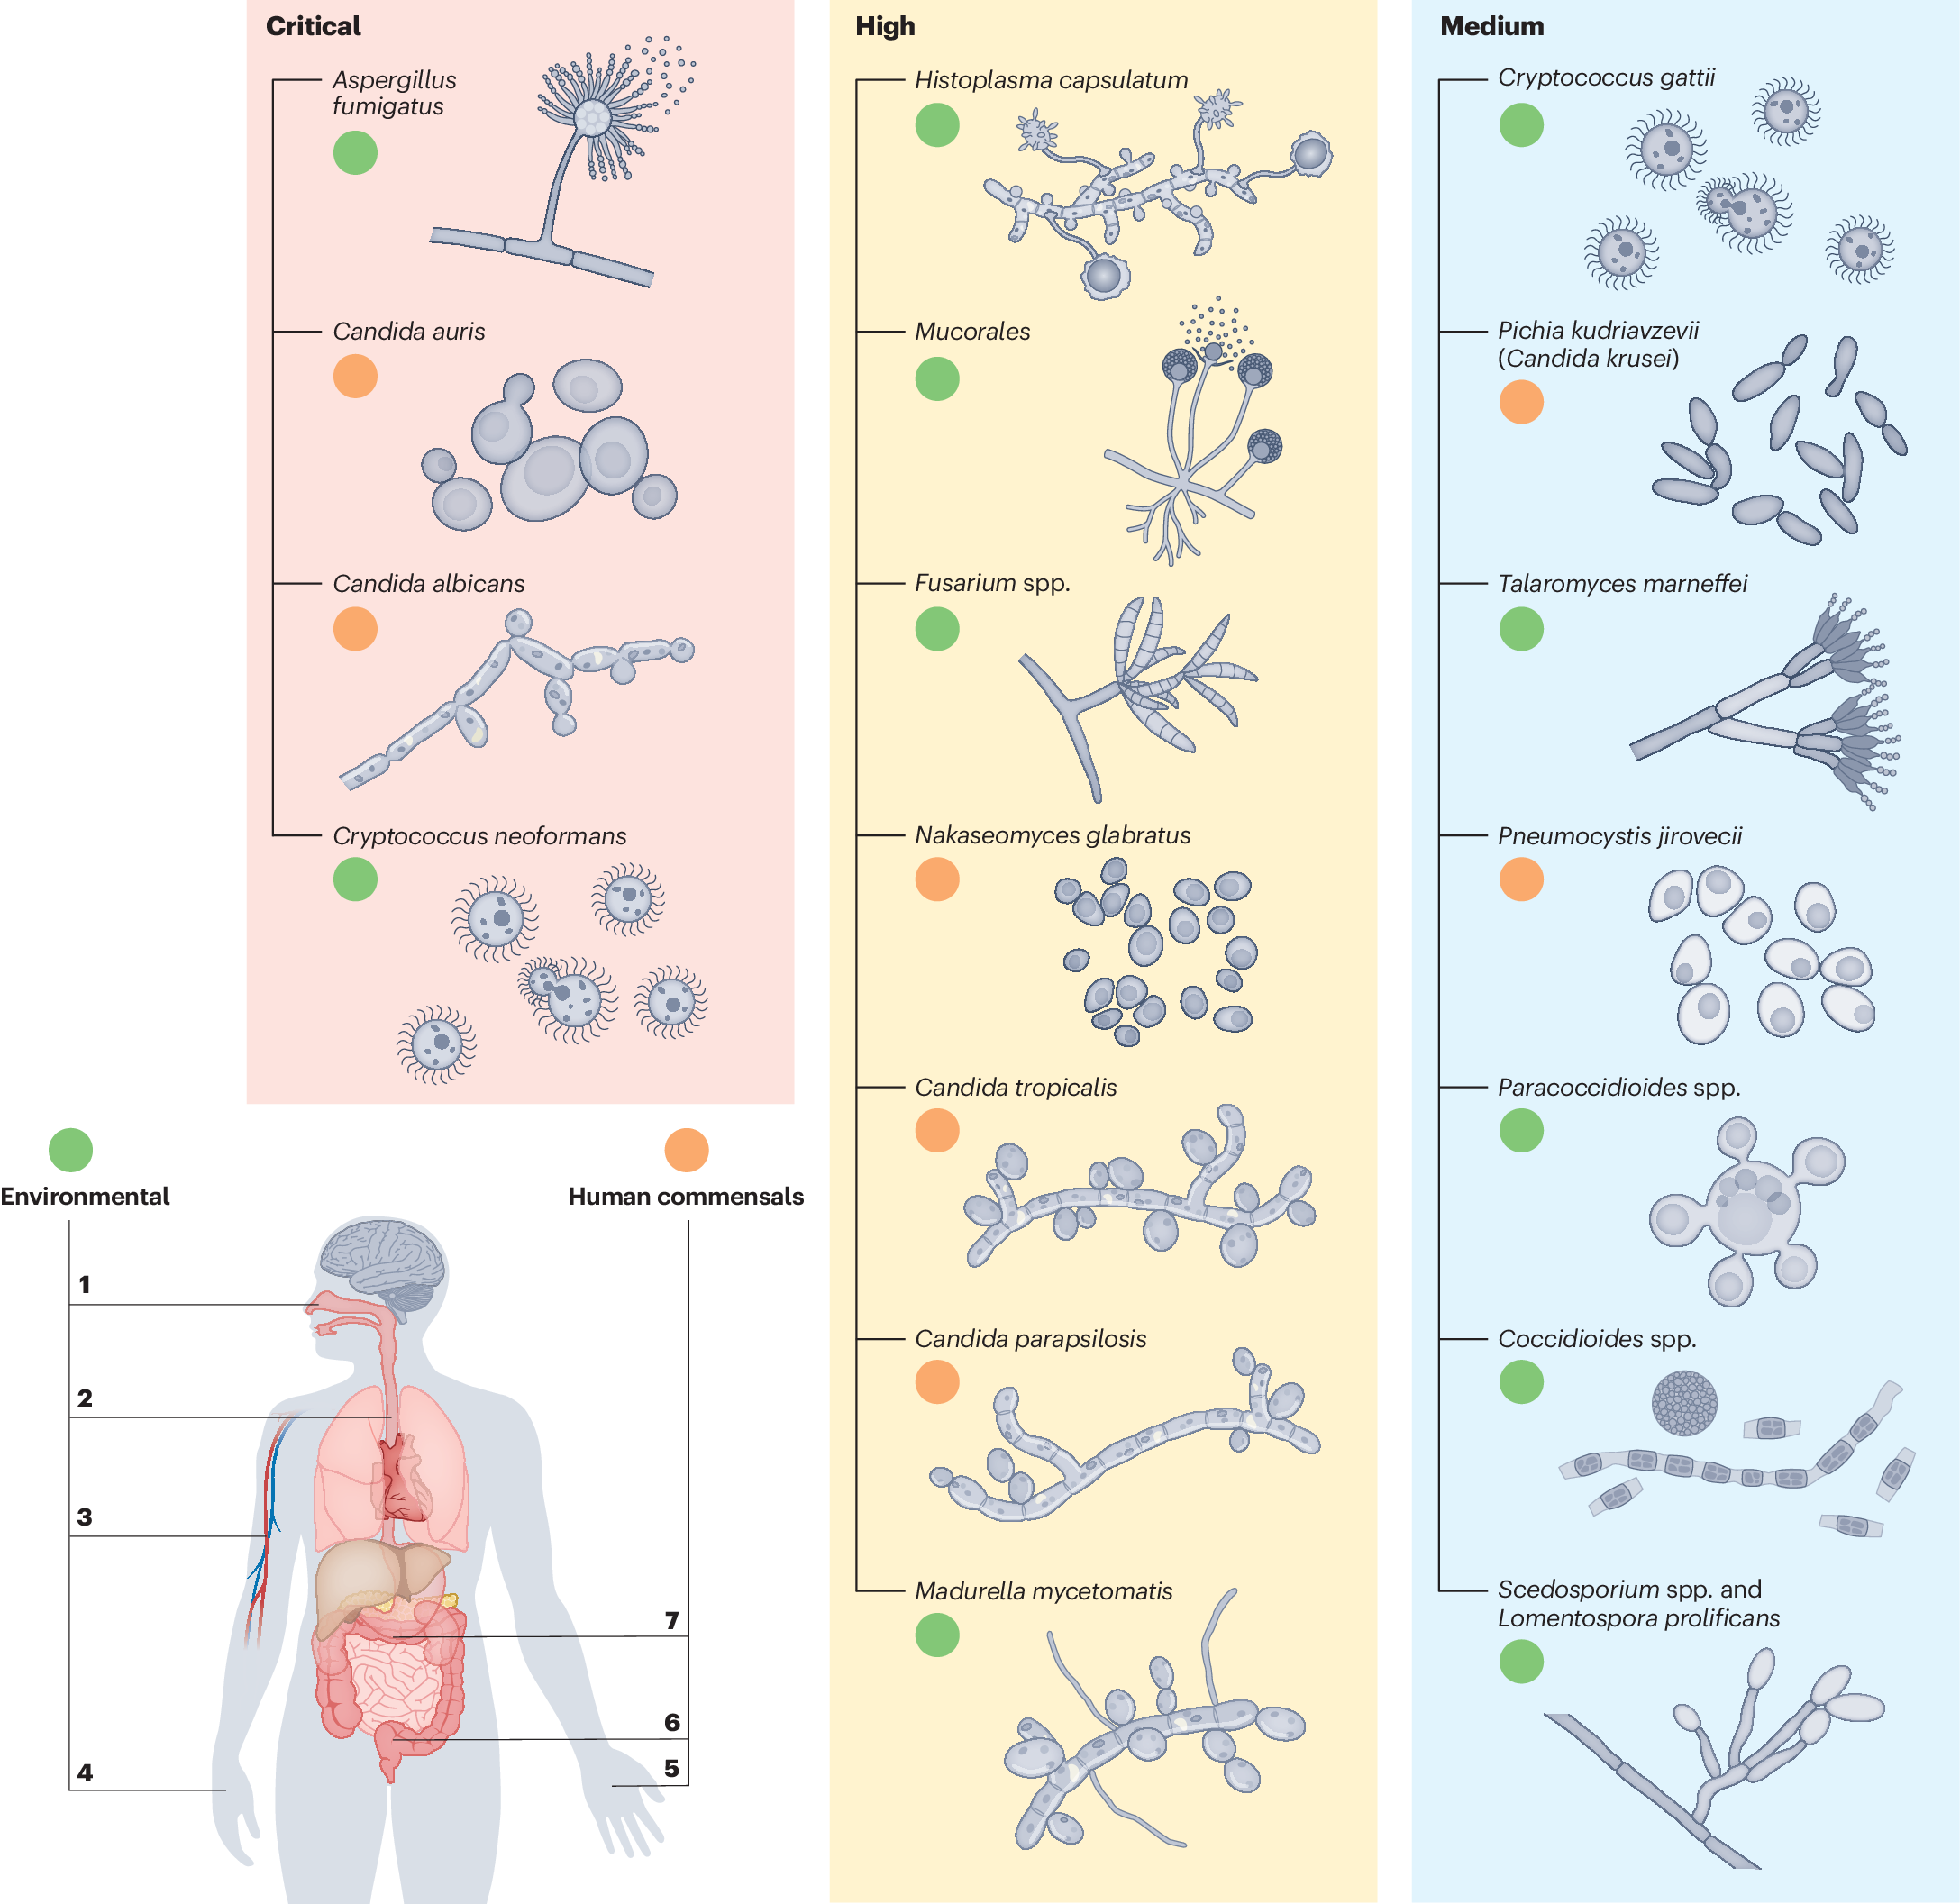 Critical
Aspergillus
fumigatus
Candida auris
Candida albicans
Cryptococcus neoformans
High
Histoplasma capsulatum
Mucorales
Fusarium spp.
Nakaseomyces glabratus
Candida tropicalis
Candida parapsilosis
Madurella mycetomatis
Medium
Cryptococcus gattii
Pichia kudriavzevii
(Candida krusei)
Talaromyces marneffei
Pneumocystis jirovecii
Paracoccidioides spp.
Coccidioides spp.
Scedosporium spp. and
Lomentospora prolificans
Environmental
1
2
3
4
Human commensals
7
6
5